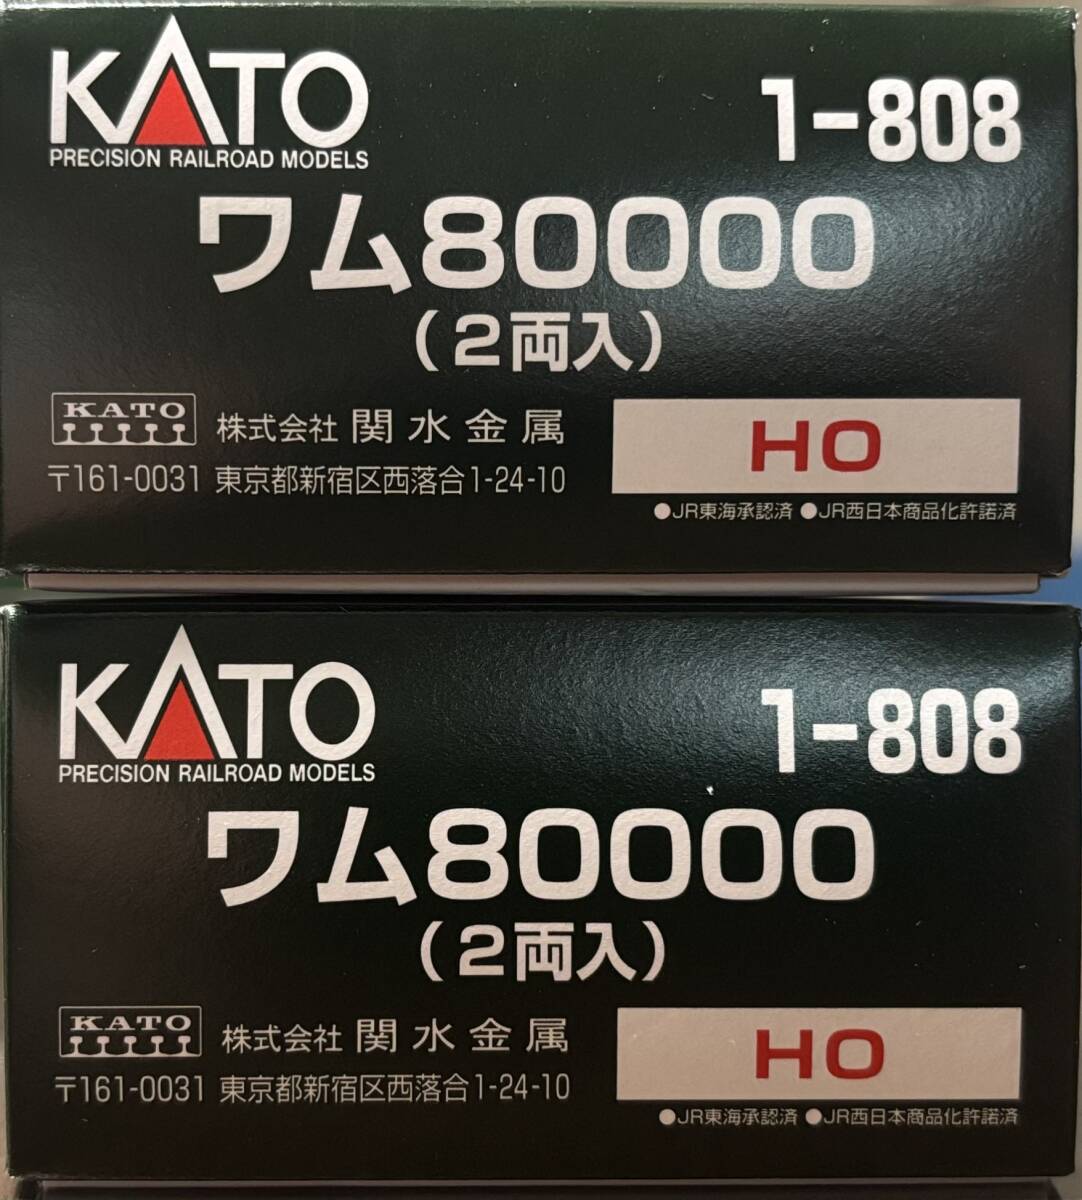 KATO 1-808
PRECISION RAILROAD MODELS
ワム80000
(2両入)
KATO 株式会社 関水金属
〒161-0031 東京都新宿区西落合1-24-10
HO
●JR東海承認済 ●JR西日本商品化許諾済
KATO 1-808
PRECISION RAILROAD MODELS
ワム80000
(2両入)
KATO 株式会社 関水金属
〒161-0031 東京都新宿区西落合1-24-10
HO
●JR東海承認済 ●JR西日本商品化許諾済